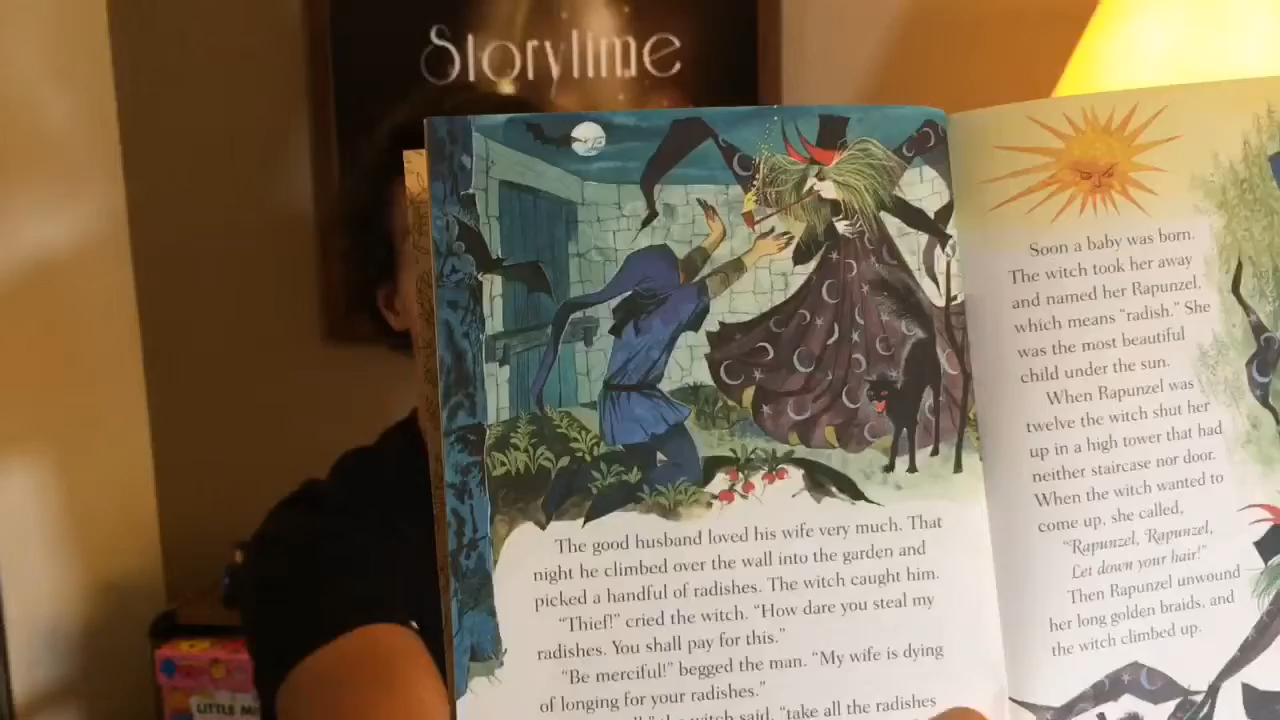 Storytime
The good husband loved his wife very much. That
night he climbed over the wall into the garden and
picked a handful of radishes. The witch caught him.
"Thief!" cried the witch. "How dare you steal my
radishes. You shall pay for this."
"Be merciful!" begged the man. "My wife is dying
of longing for your radishes."
witch said, "take all the radishes
Soon a baby was born.
The witch took her away
and named her Rapunzel,
which means "radish." She
was the most beautiful
child under the sun.
When Rapunzel was
twelve the witch shut her
up in a high tower that had
neither staircase nor door.
When the witch wanted to
come up, she called,
"Rapunzel, Rapunzel,
Let down your hair!"
Then Rapunzel unwound
her long golden braids, and
the witch climbed up.
LITTLE